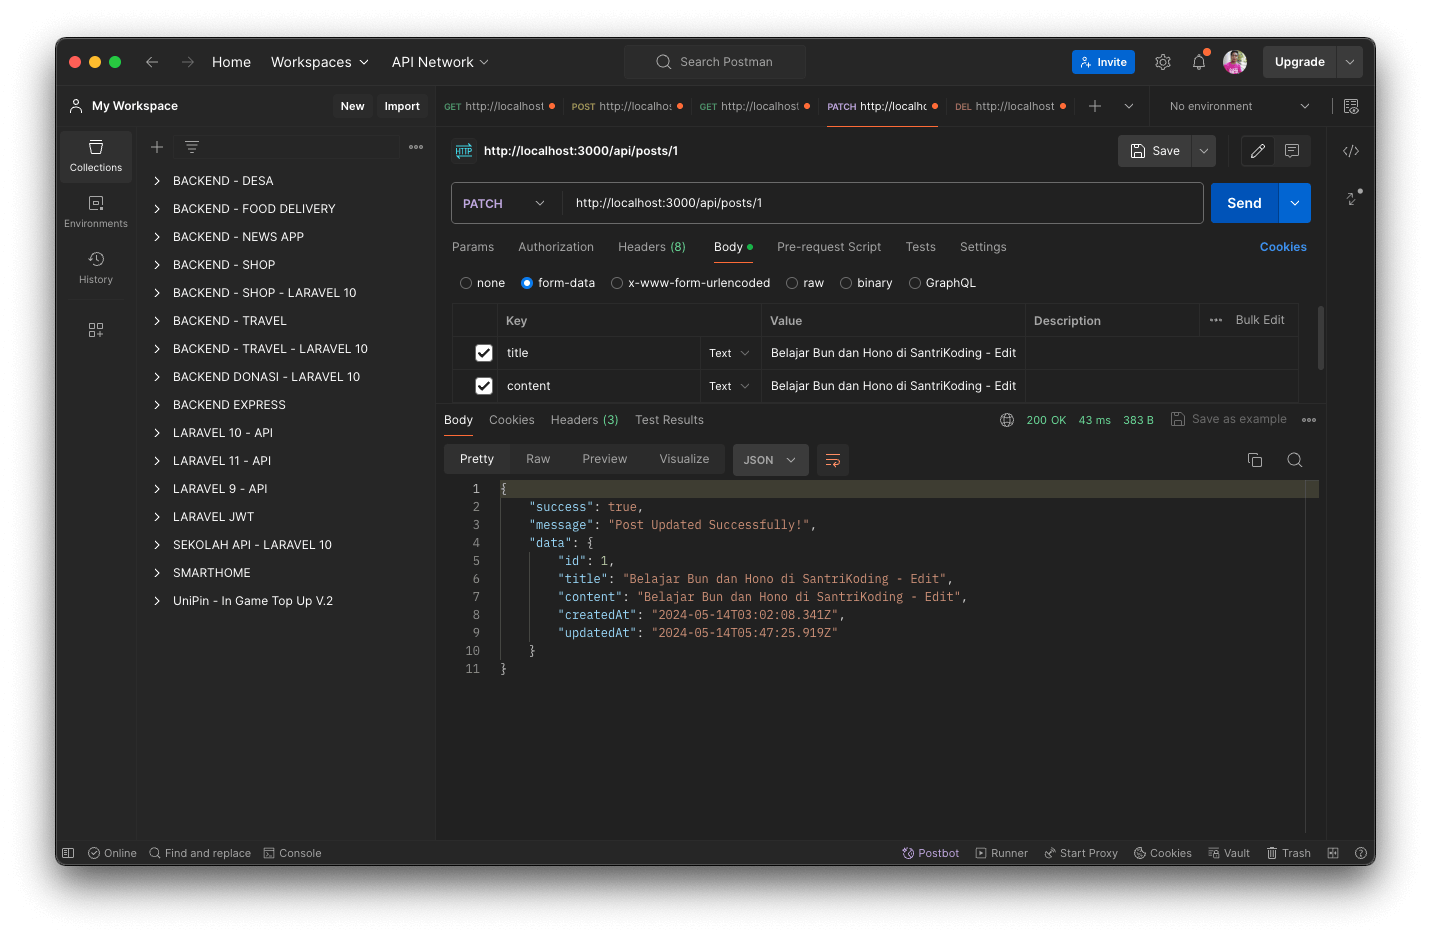 Home Workspaces API Network Search Postman Invite Upgrade
My Workspace New Import
GET http://localhost POST http://localhos GET http://localhost PATCH http://localho DEL http://localhost No environment
Collections
Environments
History
BACKEND - DESA
BACKEND - FOOD DELIVERY
BACKEND - NEWS APP
BACKEND - SHOP
BACKEND - SHOP - LARAVEL 10
BACKEND - TRAVEL
BACKEND - TRAVEL - LARAVEL 10
BACKEND DONASI - LARAVEL 10
BACKEND EXPRESS
LARAVEL 10 - API
LARAVEL 11 - API
LARAVEL 9 - API
LARAVEL JWT
SEKOLAH API - LARAVEL 10
SMARTHOME
UniPin - In Game Top Up V.2
HTTP http://localhost:3000/api/posts/1 Save
PATCH http://localhost:3000/api/posts/1 Send
Params Authorization Headers (8) Body Pre-request Script Tests Settings Cookies
none form-data x-www-form-urlencoded raw binary GraphQL
Key Value Description Bulk Edit
title Text Belajar Bun dan Hono di SantriKoding - Edit
content Text Belajar Bun dan Hono di SantriKoding - Edit
Body Cookies Headers (3) Test Results 200 OK 43 ms 383 B Save as example
Pretty Raw Preview Visualize JSON
1 {
2 "success": true,
3 "message": "Post Updated Successfully!",
4 "data": {
5 "id": 1,
6 "title": "Belajar Bun dan Hono di SantriKoding - Edit",
7 "content": "Belajar Bun dan Hono di SantriKoding - Edit",
8 "createdAt": "2024-05-14T03:02:08.341Z",
9 "updatedAt": "2024-05-14T05:47:25.919Z"
10 }
11 }
Online Find and replace Console Postbot Runner Start Proxy Cookies Vault Trash